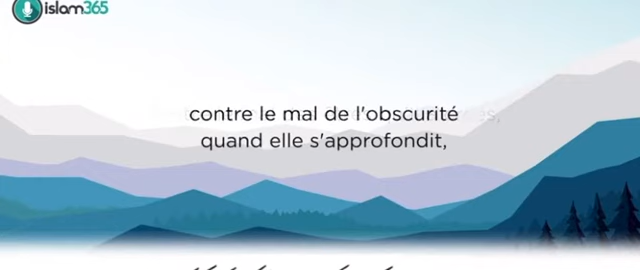 islam365
contre le mal de l'obscurité
quand elle s'approfondit,